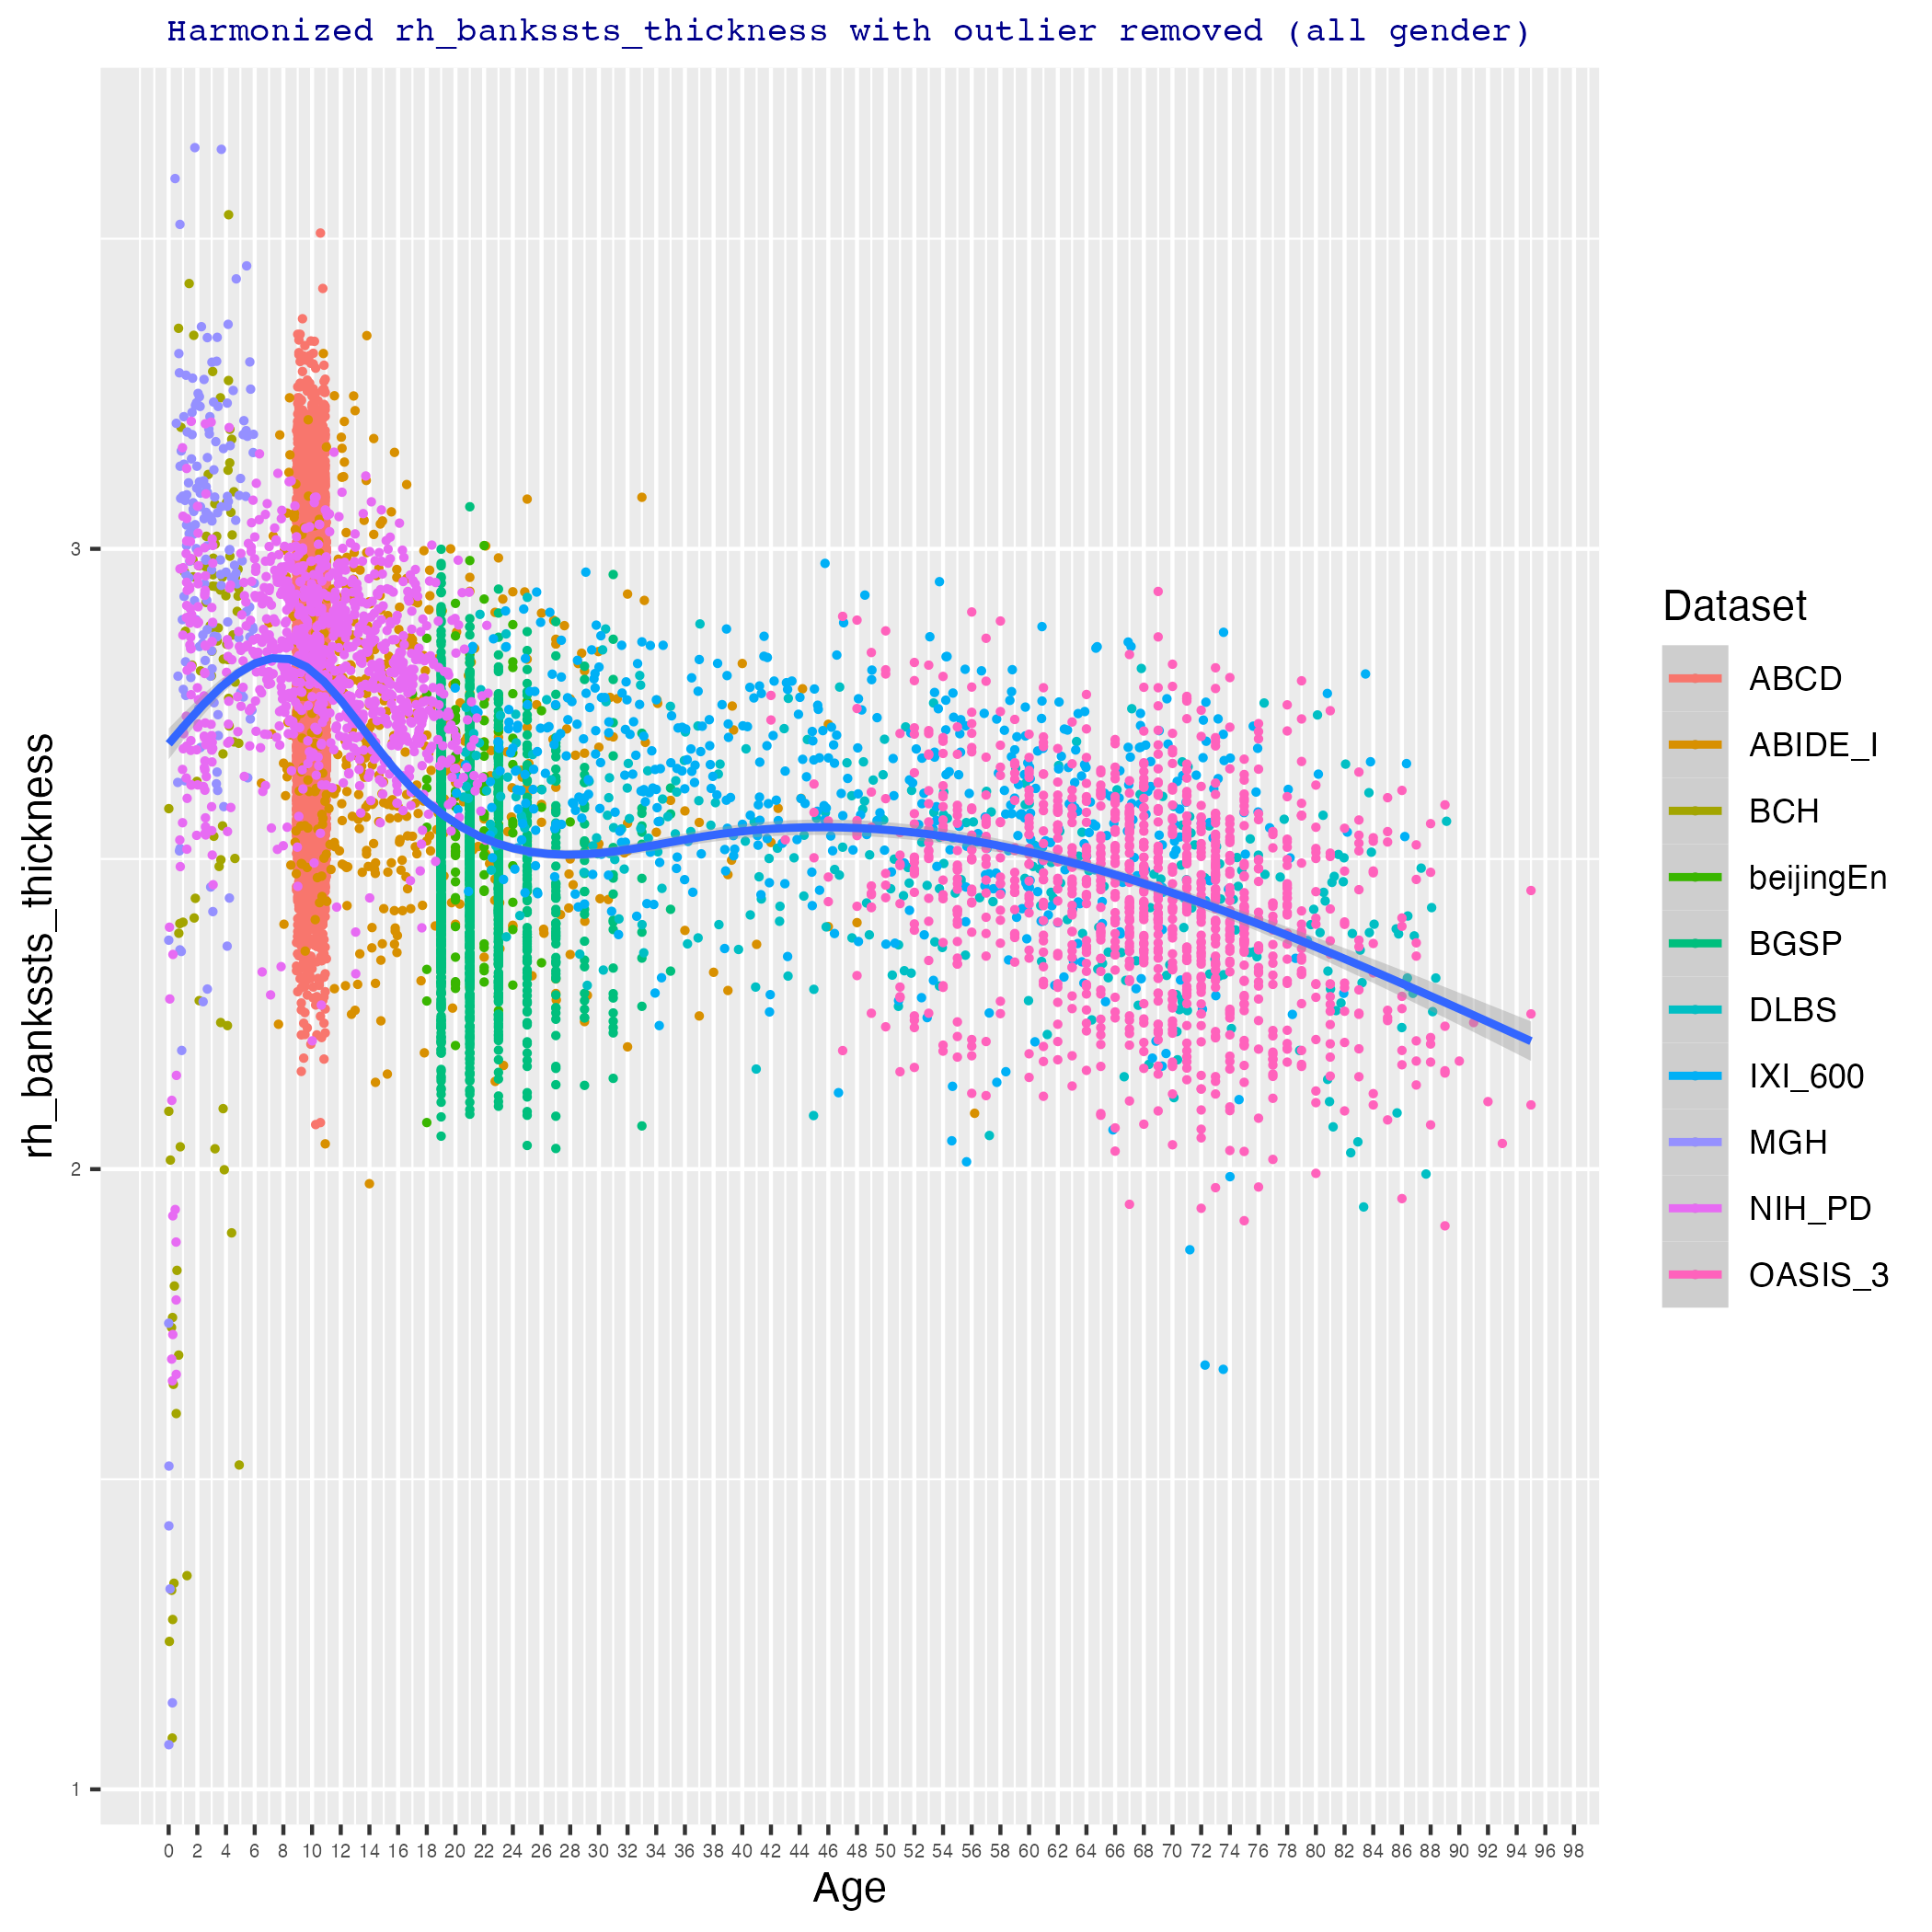 Harmonized rh_bankssts_thickness with outlier removed (all gender)
rh_bankssts_thickness
3
2
1
0 2 4 6 8 10 12 14 16 18 20 22 24 26 28 30 32 34 36 38 40 42 44 46 48 50 52 54 56 58 60 62 64 66 68 70 72 74 76 78 80 82 84 86 88 90 92 94 96 98
Age
Dataset
ABCD
ABIDE_I
BCH
beijingEn
BGSP
DLBS
IXI_600
MGH
NIH_PD
OASIS_3